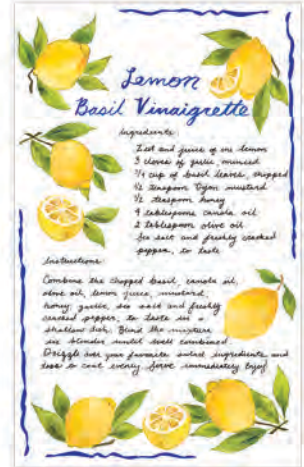 Lemon
Basil Vinaigrette
Ingredients
Zest and juice of one lemon
3 cloves of garlic, minced
1/4 cup of basil leaves, chopped
1/2 teaspoon Dijon mustard
1/2 teaspoon honey
4 tablespoons canola oil
2 tablespoon olive oil
Sea salt and freshly cracked
pepper, to taste
Instructions
Combine the chopped basil, canola oil,
olive oil, lemon juice, mustard,
honey, garlic, sea salt and freshly
cracked pepper, to taste in a
shallow dish. Blend the mixture
in blender until well combined.
Drizzle over your favorite salad ingredients and
toss to coat evenly. Serve immediately. Enjoy!